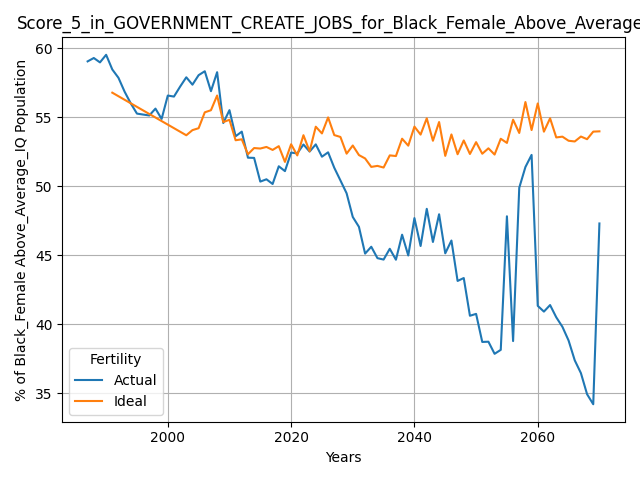 Score_5_in_GOVERNMENT_CREATE_JOBS_for_Black_Female_Above_Average
% of Black_Female Above_Average_IQ Population
60
55
50
45
40
35
2000
2020
2040
2060
Years
Fertility
Actual
Ideal